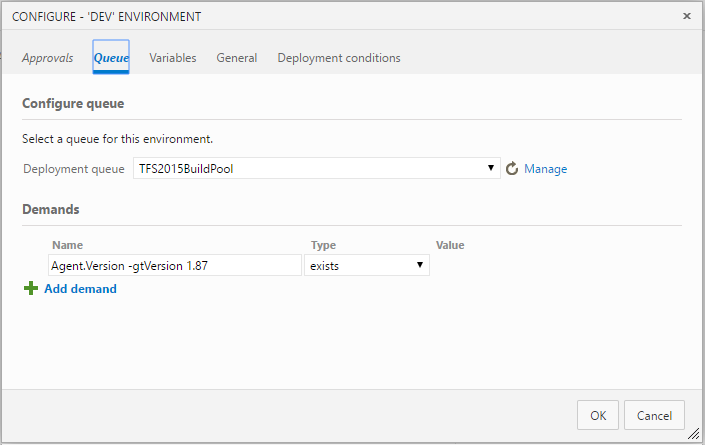 CONFIGURE - 'DEV' ENVIRONMENT
Approvals Queue Variables General Deployment conditions
Configure queue
Select a queue for this environment.
Deployment queue TFS2015BuildPool Manage
Demands
Name Type Value
Agent.Version -gtVersion 1.87 exists
Add demand
OK Cancel